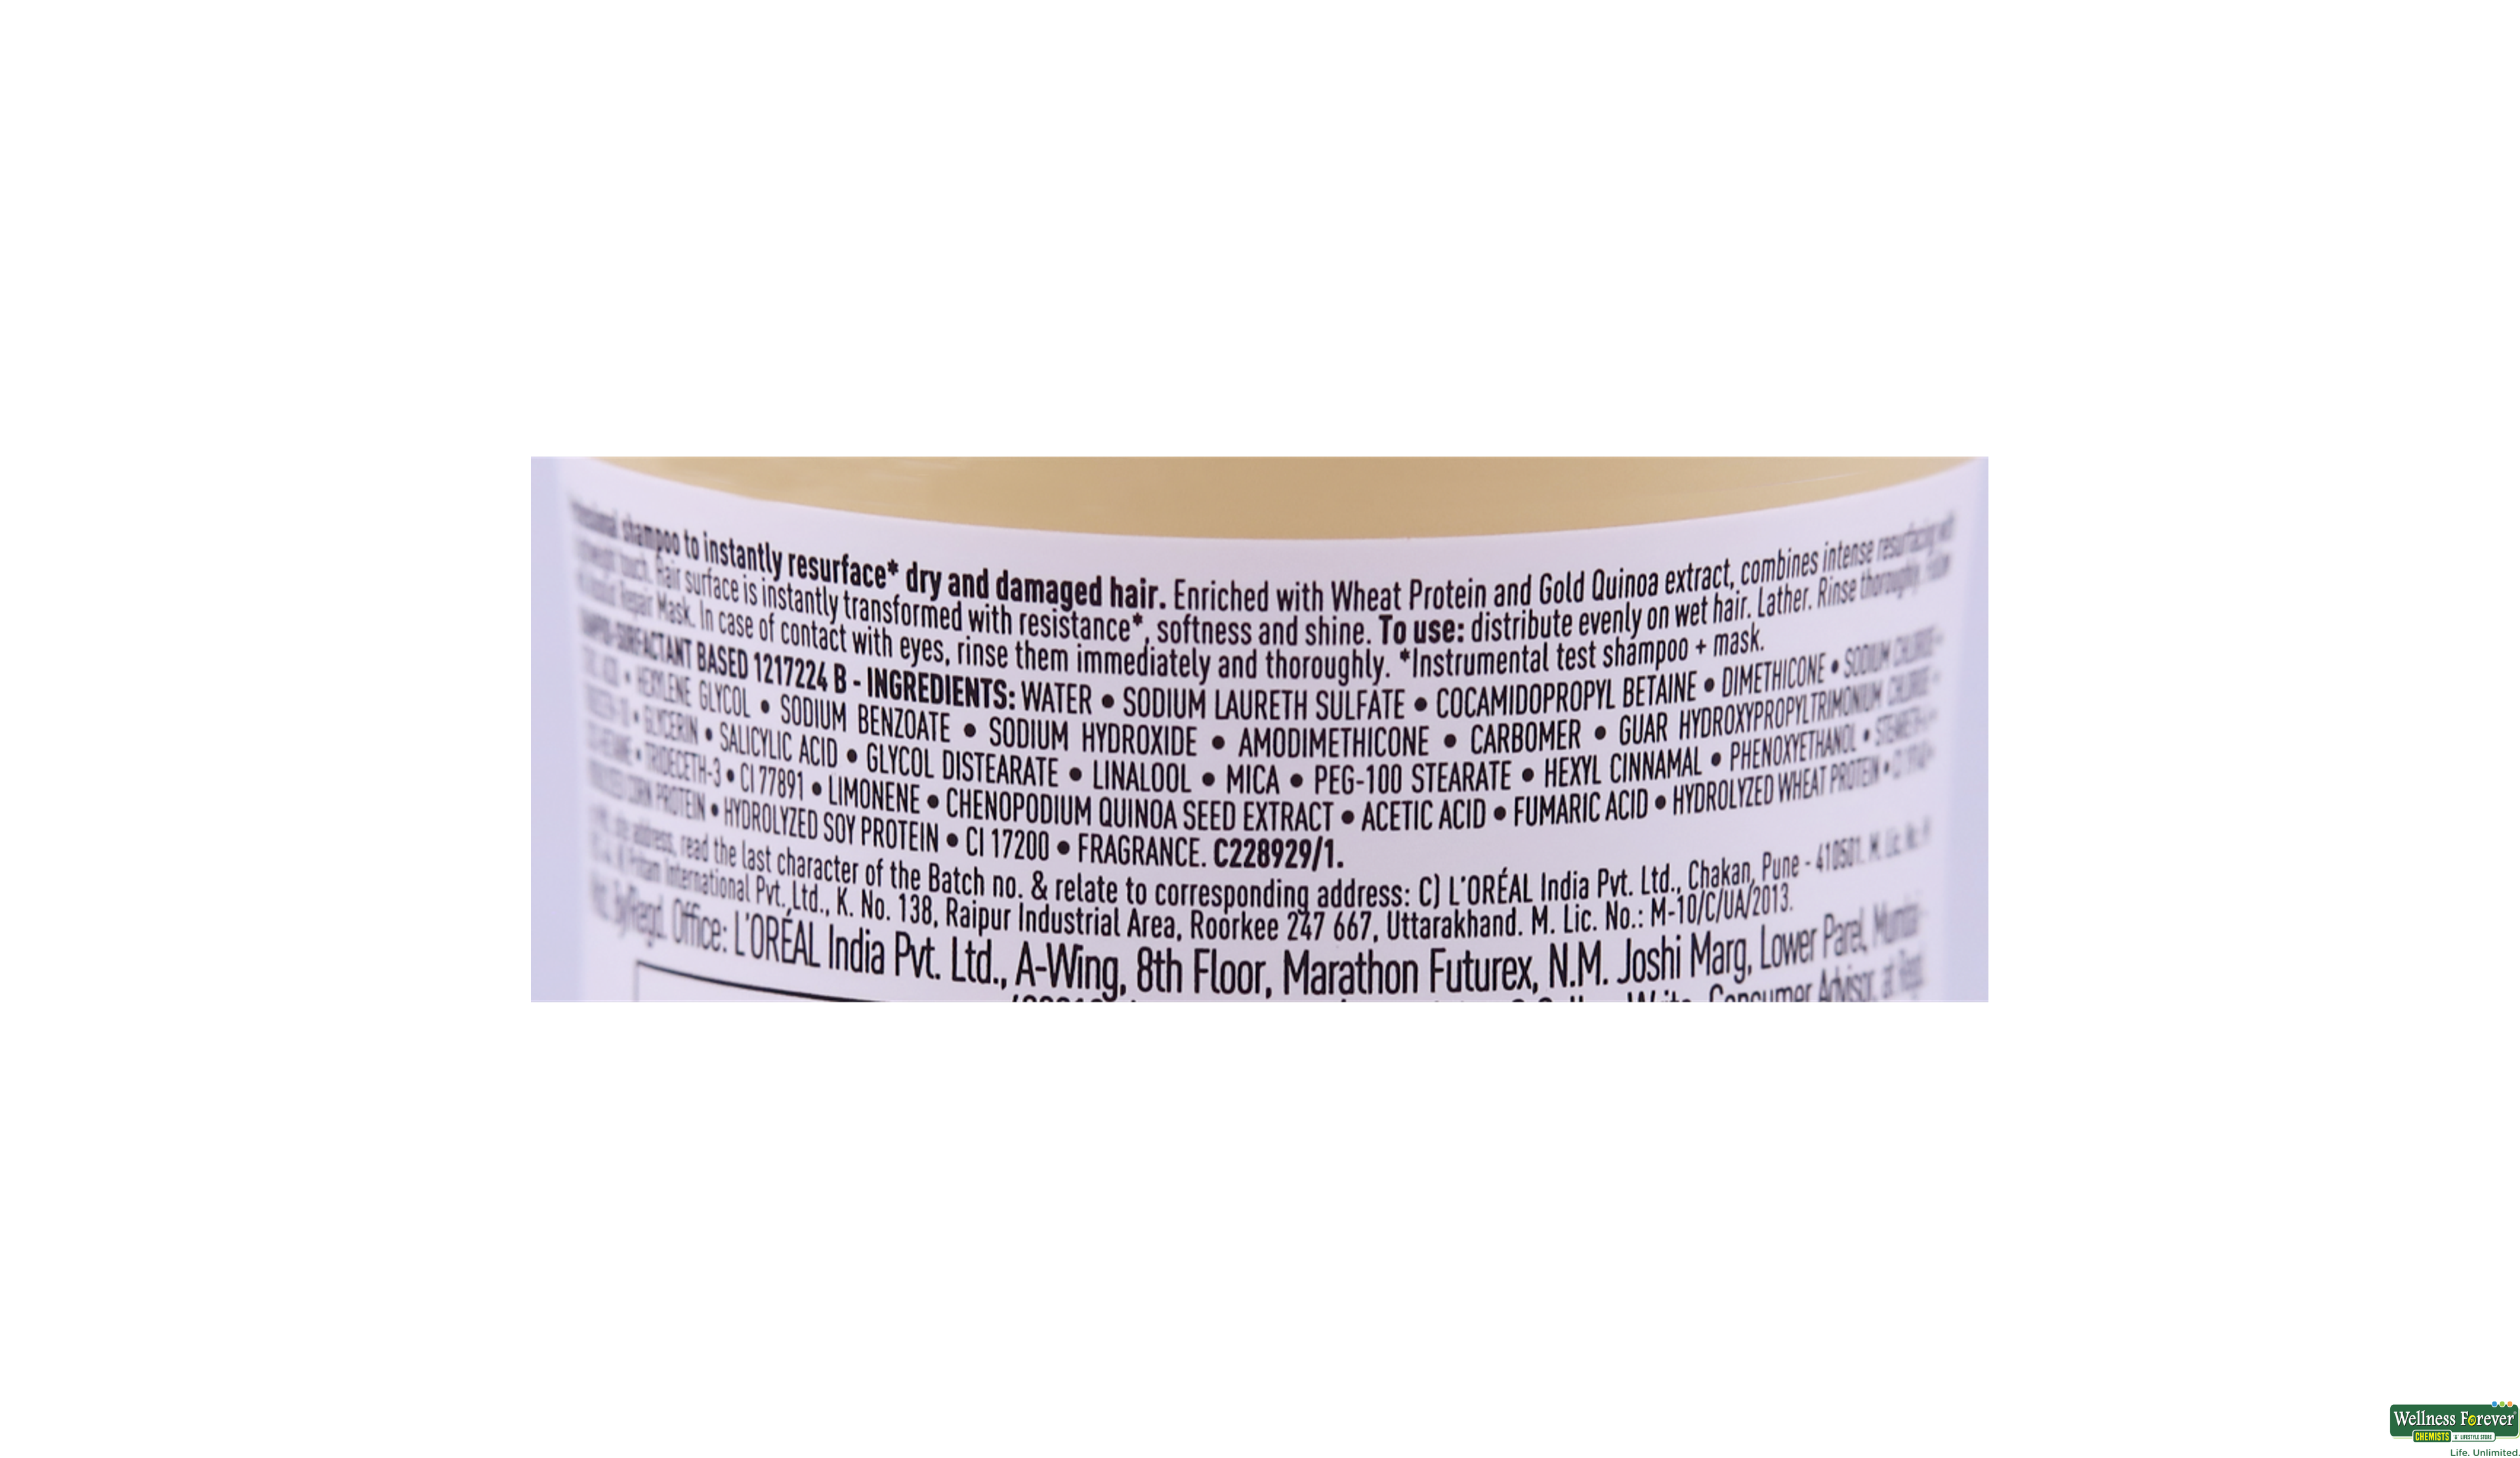 shampoo to instantly resurface* dry and damaged hair. Enriched with Wheat Protein and Gold Quinoa extract, combines intense resurfacing with
touch. Hair surface is instantly transformed with resistance*, softness and shine. To use: distribute evenly on wet hair. Lather. Rinse thoroughly. Follow
Repair Mask. In case of contact with eyes, rinse them immediately and thoroughly. *Instrumental test shampoo + mask.
SURFACTANT BASED 1217224 B - INGREDIENTS: WATER • SODIUM LAURETH SULFATE • COCAMIDOPROPYL BETAINE • DIMETHICONE • SODIUM CHLORIDE •
ACID • HEXYLENE GLYCOL • SODIUM BENZOATE • SODIUM HYDROXIDE • AMODIMETHICONE • CARBOMER • GUAR HYDROXYPROPYLTRIMONIUM CHLORIDE •
• GLYCERIN • SALICYLIC ACID • GLYCOL DISTEARATE • LINALOOL • MICA • PEG-100 STEARATE • HEXYL CINNAMAL • PHENOXYETHANOL •
• TRIDECETH-3 • CI 77891 • LIMONENE • CHENOPODIUM QUINOA SEED EXTRACT • ACETIC ACID • FUMARIC ACID • HYDROLYZED WHEAT PROTEIN •
CORN PROTEIN • HYDROLYZED SOY PROTEIN • CI 17200 • FRAGRANCE. C228929/1.
address, read the last character of the Batch no. & relate to corresponding address: C) L'ORÉAL India Pvt. Ltd., Chakan, Pune - 410501. M. Lic. No.:
Pritam International Pvt. Ltd., K. No. 138, Raipur Industrial Area, Roorkee 247 667, Uttarakhand. M. Lic. No.: M-10/C/UA/2013.
By/Regd. Office: L'ORÉAL India Pvt. Ltd., A-Wing, 8th Floor, Marathon Futurex, N.M. Joshi Marg, Lower Parel, Mumbai -
Consumer Advisor, at Regd.
Wellness Forever
CHEMISTS & LIFESTYLE STORE
Life. Unlimited.